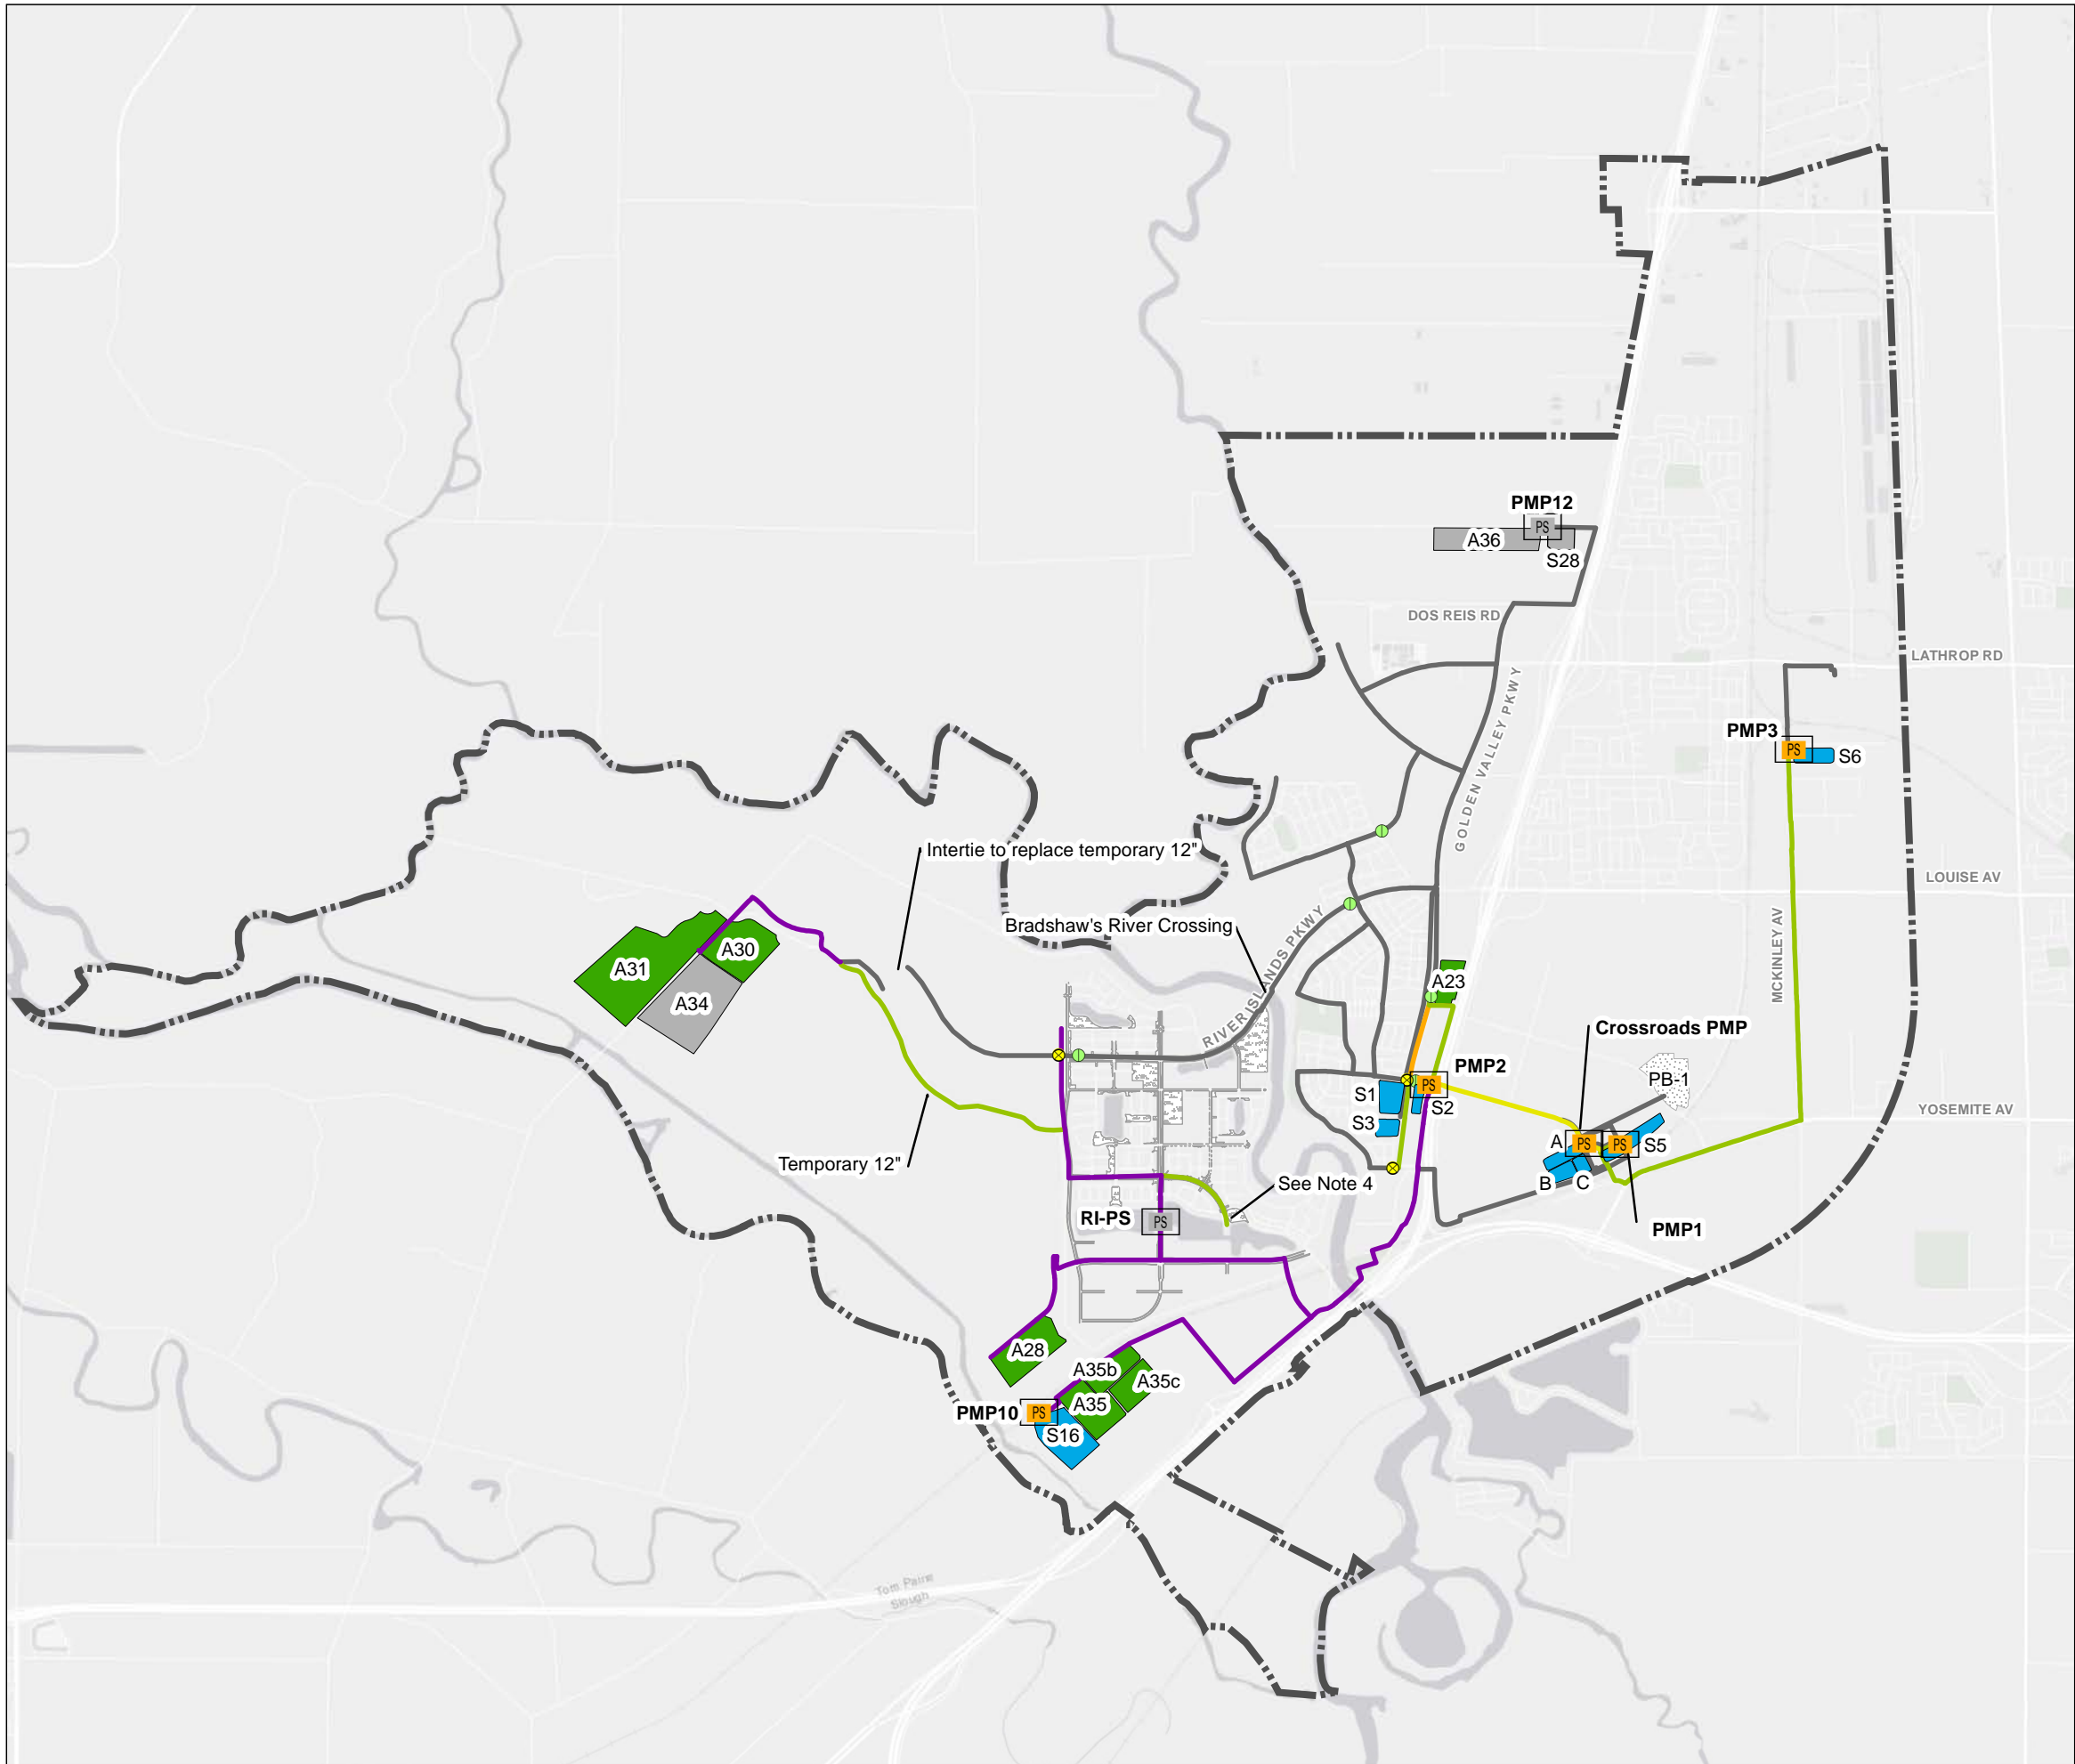 PMP12
PS
A36
S28
DOS REIS RD
LATHROP RD
GOLDEN VALLEY PKWY
PMP3
PS
S6
Intertie to replace temporary 12"
LOUISE AV
Bradshaw's River Crossing
RIVER ISLANDS PKWY
MCKINLEY AV
A30
A31
A34
A23
Crossroads PMP
PMP2
PS
PB-1
S1
S2
S3
YOSEMITE AV
A
PS
PS
S5
B
C
Temporary 12"
See Note 4
RI-PS
PS
PMP1
A28
A35b
A35c
A35
PMP10
PS
S16
Tom Paine
Slough